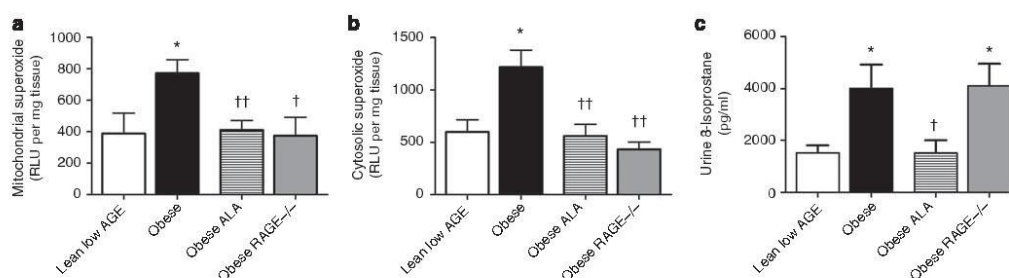 a
Mitochondrial superoxide
(RLU per mg tissue)
1000
800
600
400
200
0
*
††
†
Lean low AGE
Obese
Obese ALA
Obese RAGE–/–
b
Cytosolic superoxide
(RLU per mg tissue)
1500
1000
500
0
*
††
††
Lean low AGE
Obese
Obese ALA
Obese RAGE–/–
c
Urine 8-Isoprostane
(pg/ml)
6000
4000
2000
0
*
†
*
Lean low AGE
Obese
Obese ALA
Obese RAGE–/–